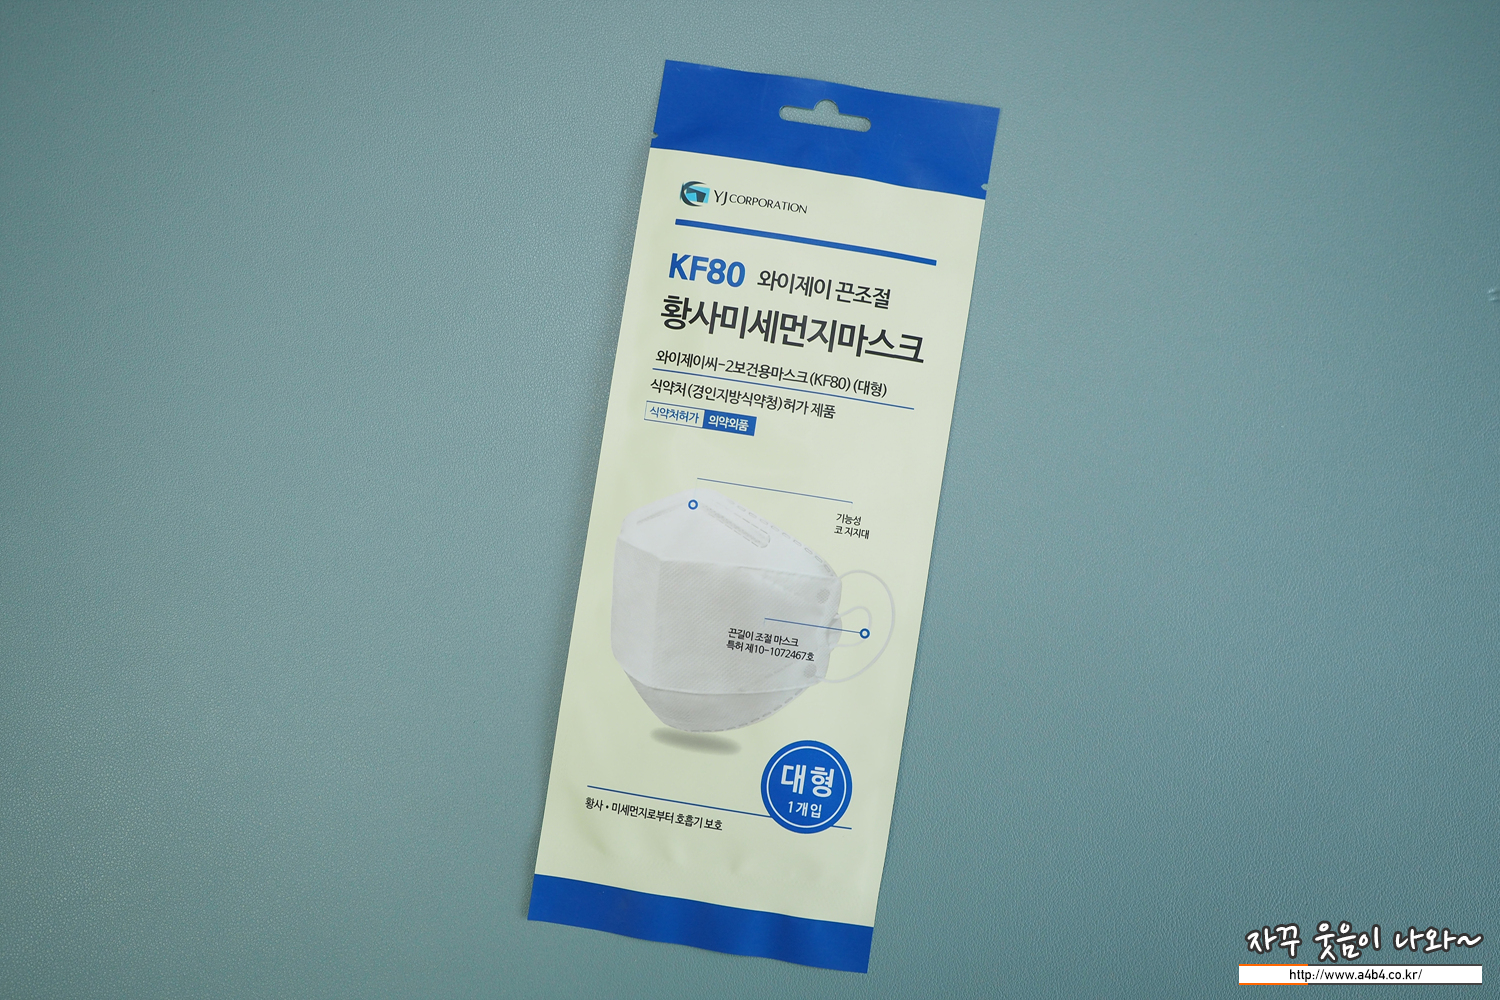 YJ CORPORATION
KF80 와이제이 끈조절
황사미세먼지마스크
와이제이씨-2보건용마스크(KF80) (대형)
식약처(경인지방식약청)허가 제품
식약처허가 의약외품
가능성
코 지지대
끈길이 조절 마스크
특허 제10-1072467호
대형
1개입
황사・미세먼지로부터 호흡기 보호
자꾸 웃음이 나와~
http://www.a4b4.co.kr/